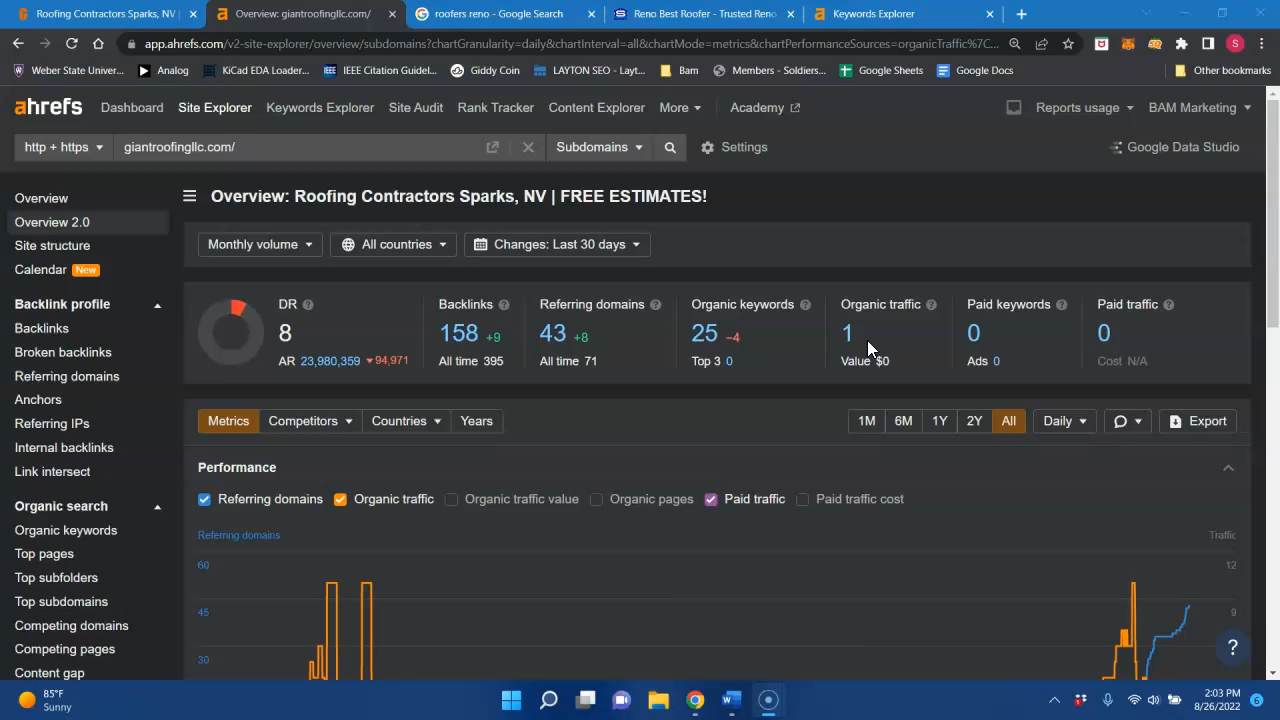 Roofing Contractors Sparks, NV |
Overview: giantroofingllc.com/
roofers reno - Google Search
Reno Best Roofer - Trusted Reno
Keywords Explorer
app.ahrefs.com/v2-site-explorer/overview/subdomains?chartGranularity=daily&chartInterval=all&chartMode=metrics&chartPerformanceSources=organicTraffic%7C...
S
Weber State Univer...
Analog
KiCad EDA Loader...
IEEE Citation Guidel...
Giddy Coin
LAYTON SEO - Layt...
Bam
Members - Soldiers...
Google Sheets
Google Docs
Other bookmarks
ahrefs
Dashboard
Site Explorer
Keywords Explorer
Site Audit
Rank Tracker
Content Explorer
More
Academy
Reports usage
BAM Marketing
http + https
giantroofingllc.com/
Subdomains
Settings
Google Data Studio
Overview
Overview 2.0
Site structure
Calendar New
Backlink profile
Backlinks
Broken backlinks
Referring domains
Anchors
Referring IPs
Internal backlinks
Link intersect
Organic search
Organic keywords
Top pages
Top subfolders
Top subdomains
Competing domains
Competing pages
Content gap
Overview: Roofing Contractors Sparks, NV | FREE ESTIMATES!
Monthly volume
All countries
Changes: Last 30 days
DR
8
AR 23,980,359 94,971
Backlinks
158 +9
All time 395
Referring domains
43 +8
All time 71
Organic keywords
25 −4
Top 3 0
Organic traffic
1
Value $0
Paid keywords
0
Ads 0
Paid traffic
0
Cost N/A
Metrics
Competitors
Countries
Years
1M
6M
1Y
2Y
All
Daily
Export
Performance
Referring domains
Organic traffic
Organic traffic value
Organic pages
Paid traffic
Paid traffic cost
Referring domains
Traffic
60
12
45
9
30
?
85°F
Sunny
2:03 PM
8/26/2022
6